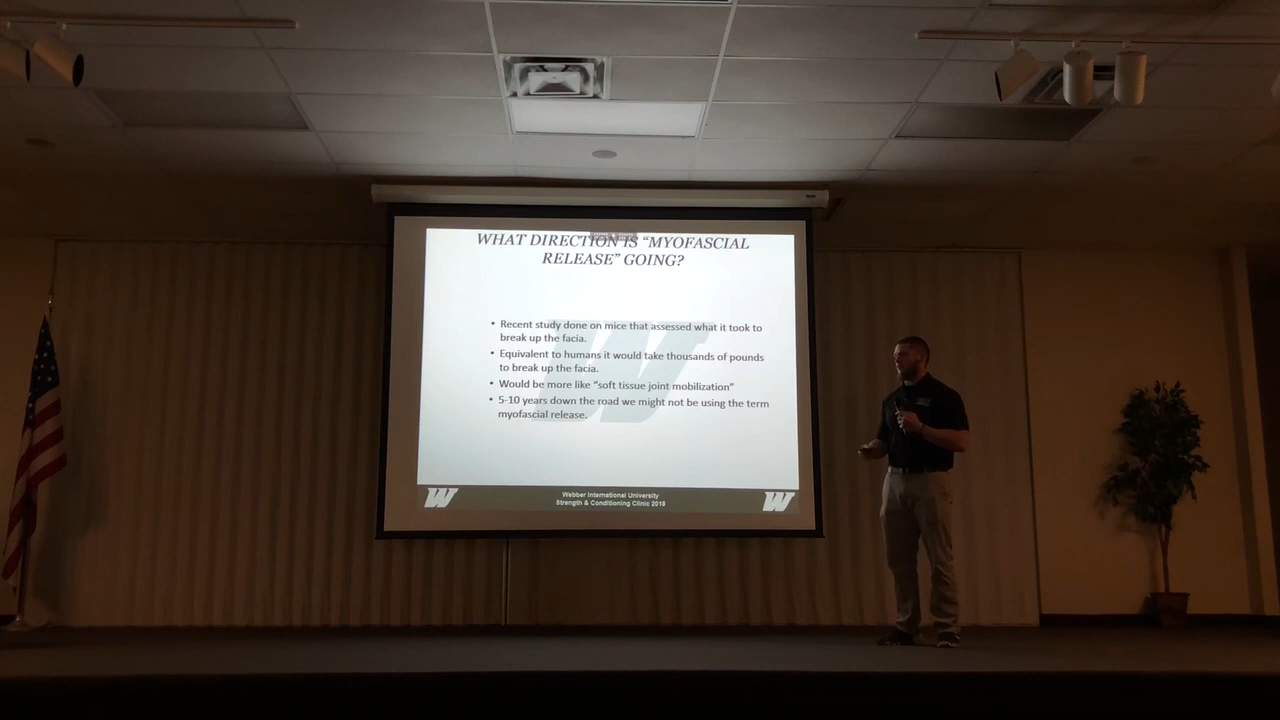 WHAT DIRECTION IS “MYOFASCIAL
RELEASE” GOING?
• Recent study done on mice that assessed what it took to
break up the facia.
• Equivalent to humans it would take thousands of pounds
to break up the facia.
• Would be more like “soft tissue joint mobilization”
• 5-10 years down the road we might not be using the term
myofascial release.
W
W
Webber International University
Strength & Conditioning Clinic 2018
W